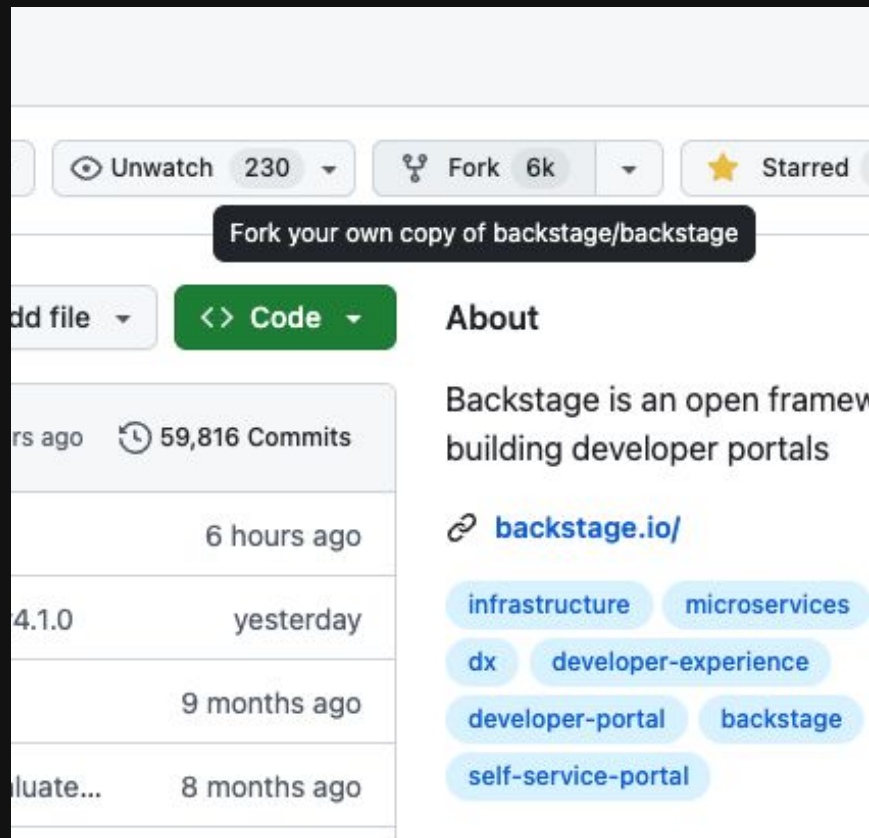 Unwatch 230 Fork 6k Starred
Fork your own copy of backstage/backstage
dd file <> Code
About
Backstage is an open framew
building developer portals
rs ago 59,816 Commits
6 hours ago
backstage.io/
4.1.0 yesterday
infrastructure microservices
dx developer-experience
9 months ago
developer-portal backstage
luate... 8 months ago
self-service-portal